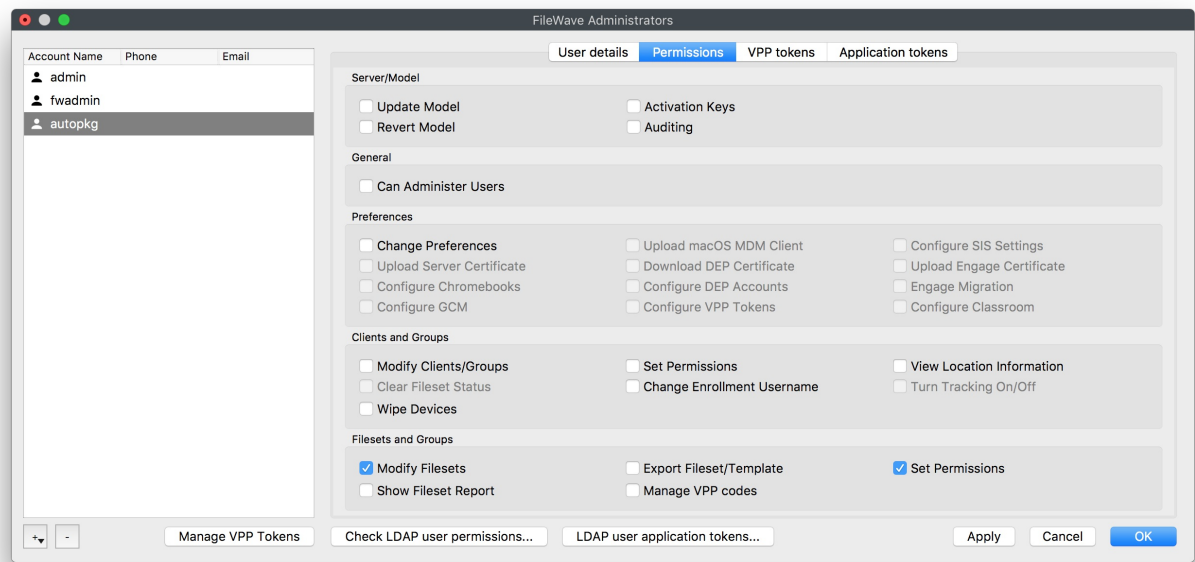 FileWave Administrators
Account Name Phone Email
admin
fwadmin
autopkg
User details Permissions VPP tokens Application tokens
Server/Model
Update Model Activation Keys
Revert Model Auditing
General
Can Administer Users
Preferences
Change Preferences Upload macOS MDM Client Configure SIS Settings
Upload Server Certificate Download DEP Certificate Upload Engage Certificate
Configure Chromebooks Configure DEP Accounts Engage Migration
Configure GCM Configure VPP Tokens Configure Classroom
Clients and Groups
Modify Clients/Groups Set Permissions View Location Information
Clear Fileset Status Change Enrollment Username Turn Tracking On/Off
Wipe Devices
Filesets and Groups
Modify Filesets Export Fileset/Template Set Permissions
Show Fileset Report Manage VPP codes
+ - Manage VPP Tokens Check LDAP user permissions... LDAP user application tokens... Apply Cancel OK